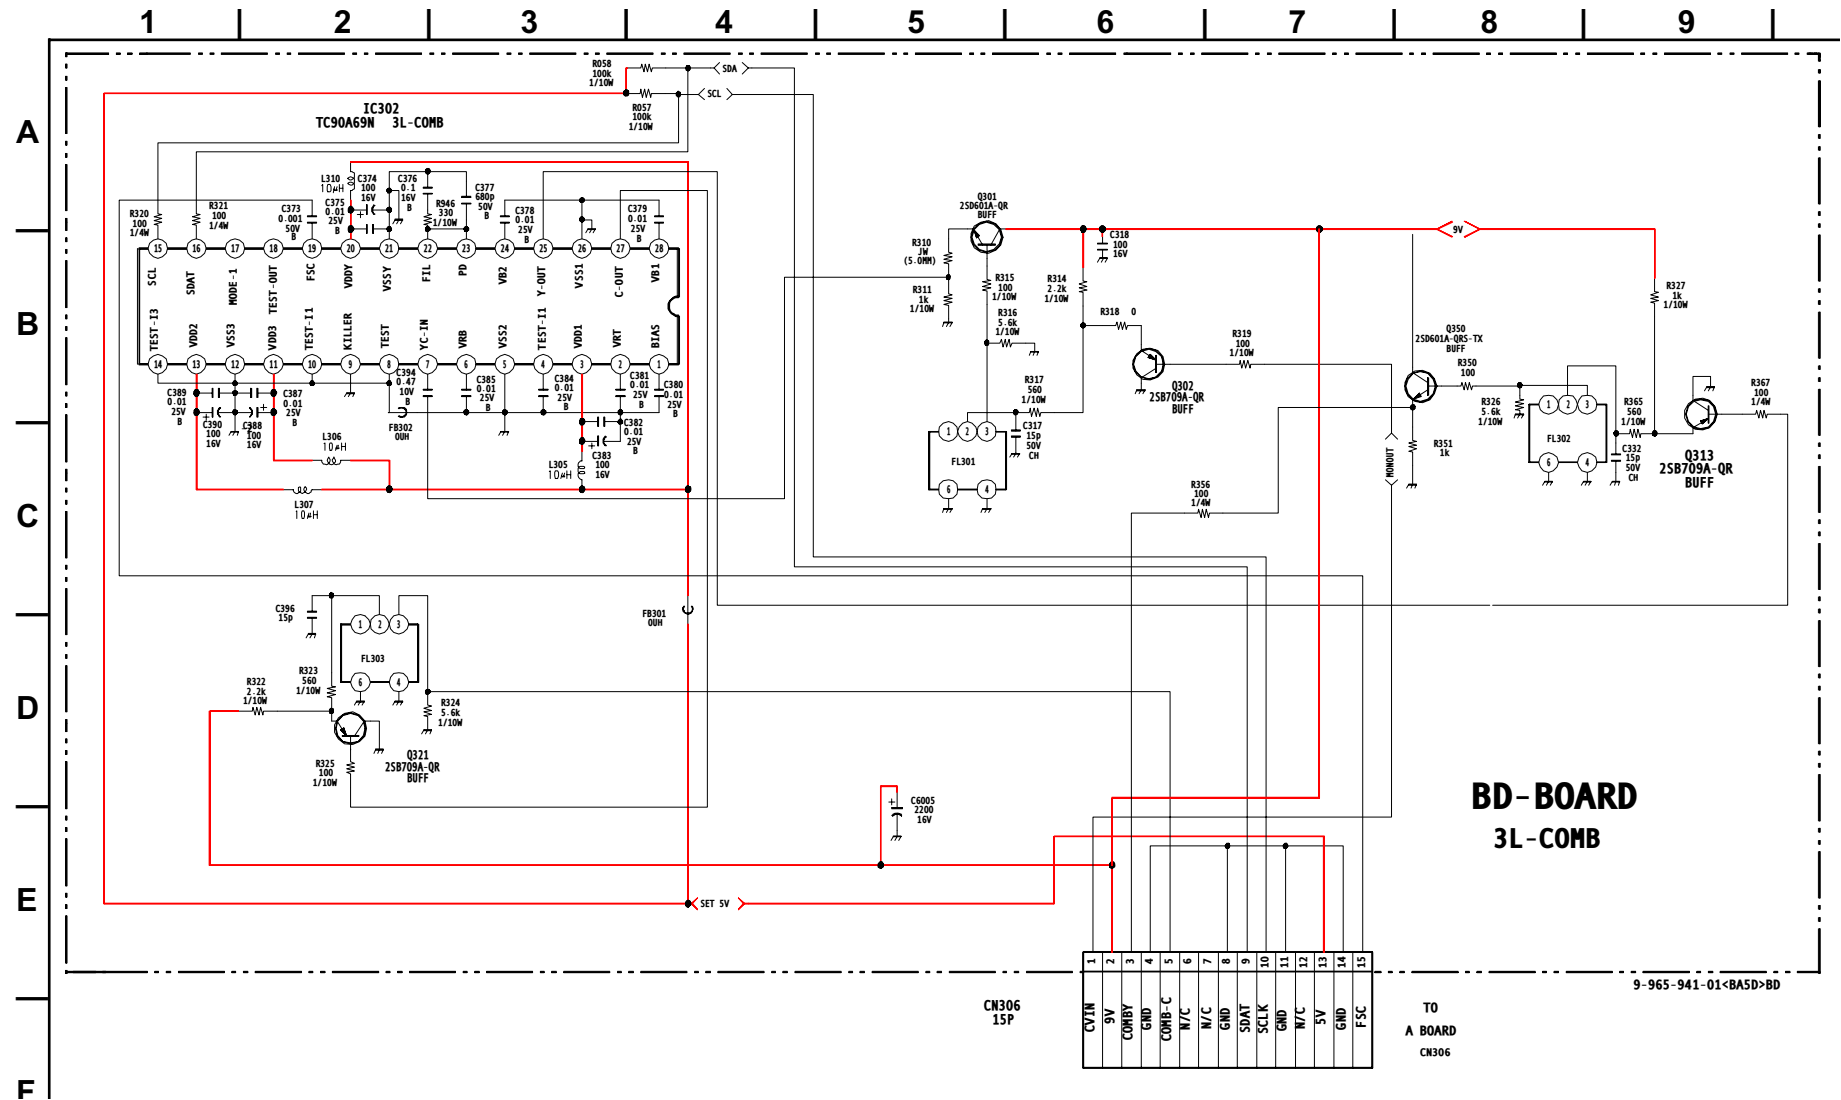 1 2 3 4 5 6 7 8 9
A
B
C
D
E
F
IC302
TC90A69N 3L-COMB
R058
100k
1/10W
R057
100k
1/10W
SDA
SCL
R320
100
1/4W
R321
100
1/4W
C373
0.001
50V
B
L310
10μH
C374
100
16V
C375
0.01
25V
B
C376
0.1
16V
B
R946
330
1/10W
C377
680p
50V
B
C378
0.01
25V
B
C379
0.01
25V
B
15 16 17 18 19 20 21 22 23 24 25 26 27 28
SCL
SDAT
MODE-1
TEST-OUT
FSC
VDDY
VSSY
FIL
PD
VB2
Y-OUT
VSS1
C-OUT
VB1
TEST-I3
VDD2
VSS3
VDD3
TEST-I1
KILLER
TEST
YC-IN
VRB
VSS2
TEST-I1
VDD1
VRT
BIAS
14 13 12 11 10 9 8 7 6 5 4 3 2 1
C389
0.01
25V
B
C390
100
16V
C388
100
16V
C387
0.01
25V
B
C394
0.47
10V
B
FB302
0UH
C385
0.01
25V
B
C384
0.01
25V
B
C381
0.01
25V
B
C380
0.01
25V
B
C382
0.01
25V
B
C383
100
16V
L306
10μH
L307
10μH
L305
10μH
Q301
2SD601A-QR
BUFF
R310
JW
(5.0MM)
R311
1k
1/10W
R315
100
1/10W
R316
5.6k
1/10W
R314
2.2k
1/10W
C318
100
16V
R318 0
R317
560
1/10W
C317
15p
50V
CH
1 2 3
FL301
6 4
Q302
2SB709A-QR
BUFF
R319
100
1/10W
R356
100
1/4W
MONOUT
9V
Q350
2SD601A-QRS-TX
BUFF
R350
100
R326
5.6k
1/10W
R351
1k
1 2 3
FL302
6 4
R327
1k
1/10W
R365
560
1/10W
C332
15p
50V
CH
R367
100
1/4W
Q313
2SB709A-QR
BUFF
C396
15p
1 2 3
FL303
6 4
R323
560
1/10W
R322
2.2k
1/10W
R324
5.6k
1/10W
R325
100
1/10W
Q321
2SB709A-QR
BUFF
FB301
0UH
C6005
2200
16V
SET 5V
BD-BOARD
3L-COMB
1 2 3 4 5 6 7 8 9 10 11 12 13 14 15
CVIN
9V
COMBY
GND
COMB-C
N/C
N/C
GND
SDAT
SCLK
GND
N/C
5V
GND
FSC
CN306
15P
TO
A BOARD
CN306
9-965-941-01<BA5D>BD